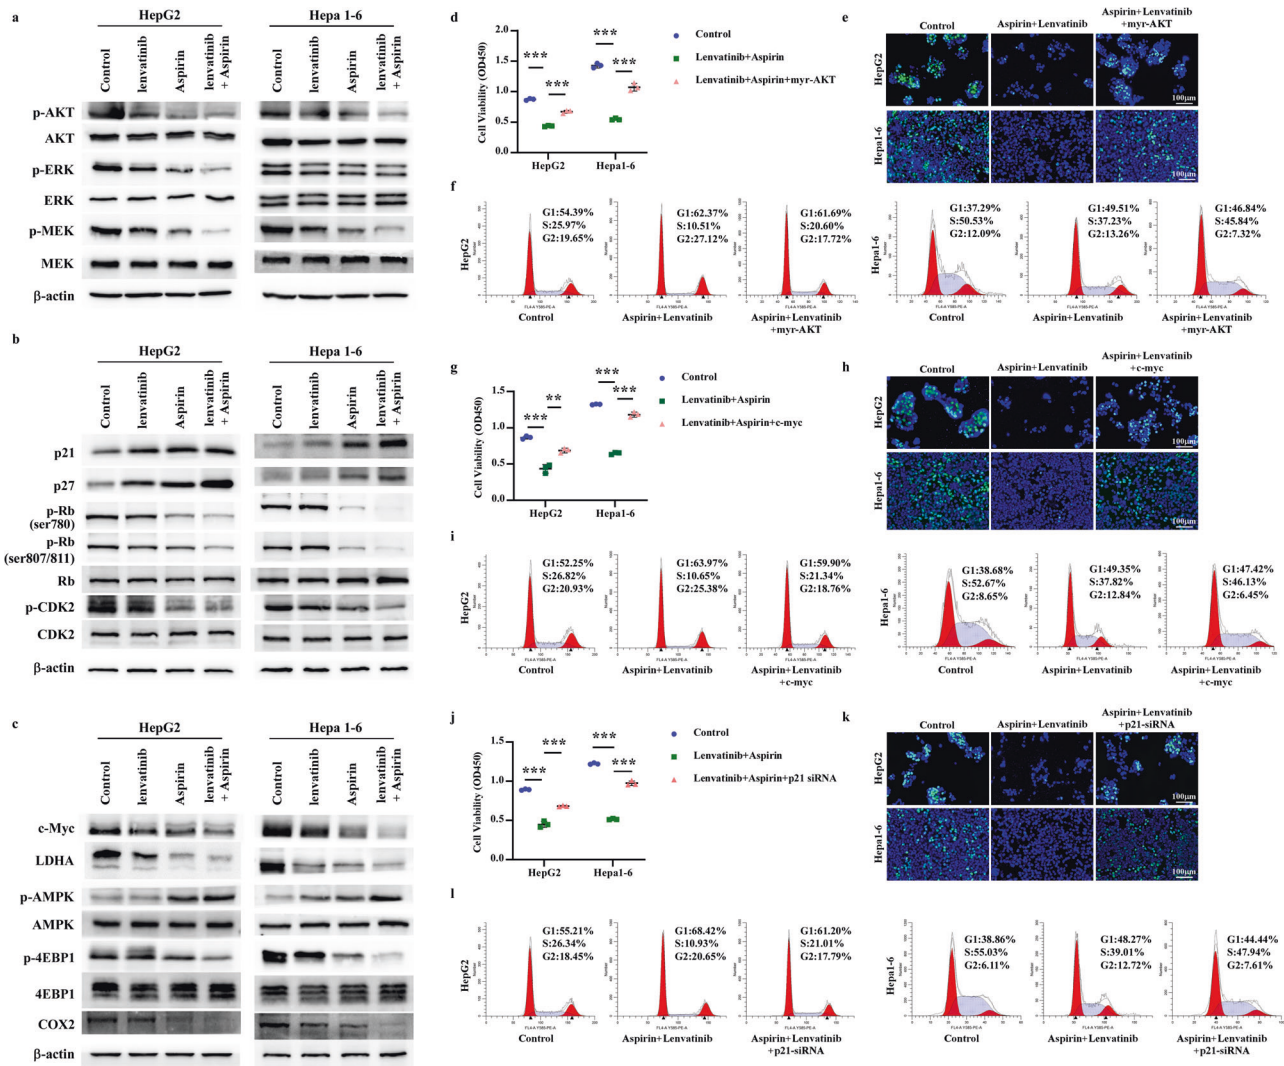 a
HepG2
Hepa 1-6
Control
lenvatinib
Aspirin
lenvatinib
+ Aspirin
Control
lenvatinib
Aspirin
lenvatinib
+ Aspirin
p-AKT
AKT
p-ERK
ERK
p-MEK
MEK
β-actin
b
HepG2
Hepa 1-6
Control
lenvatinib
Aspirin
lenvatinib
+ Aspirin
Control
lenvatinib
Aspirin
lenvatinib
+ Aspirin
p21
p27
p-Rb
(ser780)
p-Rb
(ser807/811)
Rb
p-CDK2
CDK2
β-actin
c
HepG2
Hepa 1-6
Control
lenvatinib
Aspirin
lenvatinib
+ Aspirin
Control
lenvatinib
Aspirin
lenvatinib
+ Aspirin
c-Myc
LDHA
p-AMPK
AMPK
p-4EBP1
4EBP1
COX2
β-actin
d
Cell Viability (OD450)
2.0
1.5
1.0
0.5
0.0
***
***
***
***
HepG2
Hepa1-6
Control
Lenvatinib+Aspirin
Lenvatinib+Aspirin+myr-AKT
e
Control
Aspirin+Lenvatinib
Aspirin+Lenvatinib
+myr-AKT
HepG2
Hepa1-6
100μm
100μm
f
HepG2
G1:54.39%
S:25.97%
G2:19.65%
Control
G1:62.37%
S:10.51%
G2:27.12%
Aspirin+Lenvatinib
G1:61.69%
S:20.60%
G2:17.72%
Aspirin+Lenvatinib
+myr-AKT
Hepa1-6
G1:37.29%
S:50.53%
G2:12.09%
Control
G1:49.51%
S:37.23%
G2:13.26%
Aspirin+Lenvatinib
G1:46.84%
S:45.84%
G2:7.32%
Aspirin+Lenvatinib
+myr-AKT
g
Cell Viability (OD450)
1.5
1.0
0.5
0.0
***
**
***
***
HepG2
Hepa1-6
Control
Lenvatinib+Aspirin
Lenvatinib+Aspirin+c-myc
h
Control
Aspirin+Lenvatinib
Aspirin+Lenvatinib
+c-myc
HepG2
Hepa1-6
100μm
100μm
i
HepG2
G1:52.25%
S:26.82%
G2:20.93%
Control
G1:63.97%
S:10.65%
G2:25.38%
Aspirin+Lenvatinib
G1:59.90%
S:21.34%
G2:18.76%
Aspirin+Lenvatinib
+c-myc
Hepa1-6
G1:38.68%
S:52.67%
G2:8.65%
Control
G1:49.35%
S:37.82%
G2:12.84%
Aspirin+Lenvatinib
G1:47.42%
S:46.13%
G2:6.45%
Aspirin+Lenvatinib
+c-myc
j
Cell Viability (OD450)
1.5
1.0
0.5
0.0
***
***
***
***
HepG2
Hepa1-6
Control
Lenvatinib+Aspirin
Lenvatinib+Aspirin+p21 siRNA
k
Control
Aspirin+Lenvatinib
Aspirin+Lenvatinib
+p21-siRNA
HepG2
Hepa1-6
100μm
100μm
l
HepG2
G1:55.21%
S:26.34%
G2:18.45%
Control
G1:68.42%
S:10.93%
G2:20.65%
Aspirin+Lenvatinib
G1:61.20%
S:21.01%
G2:17.79%
Aspirin+Lenvatinib
+p21-siRNA
Hepa1-6
G1:38.86%
S:55.03%
G2:6.11%
Control
G1:48.27%
S:39.01%
G2:12.72%
Aspirin+Lenvatinib
G1:44.44%
S:47.94%
G2:7.61%
Aspirin+Lenvatinib
+p21-siRNA